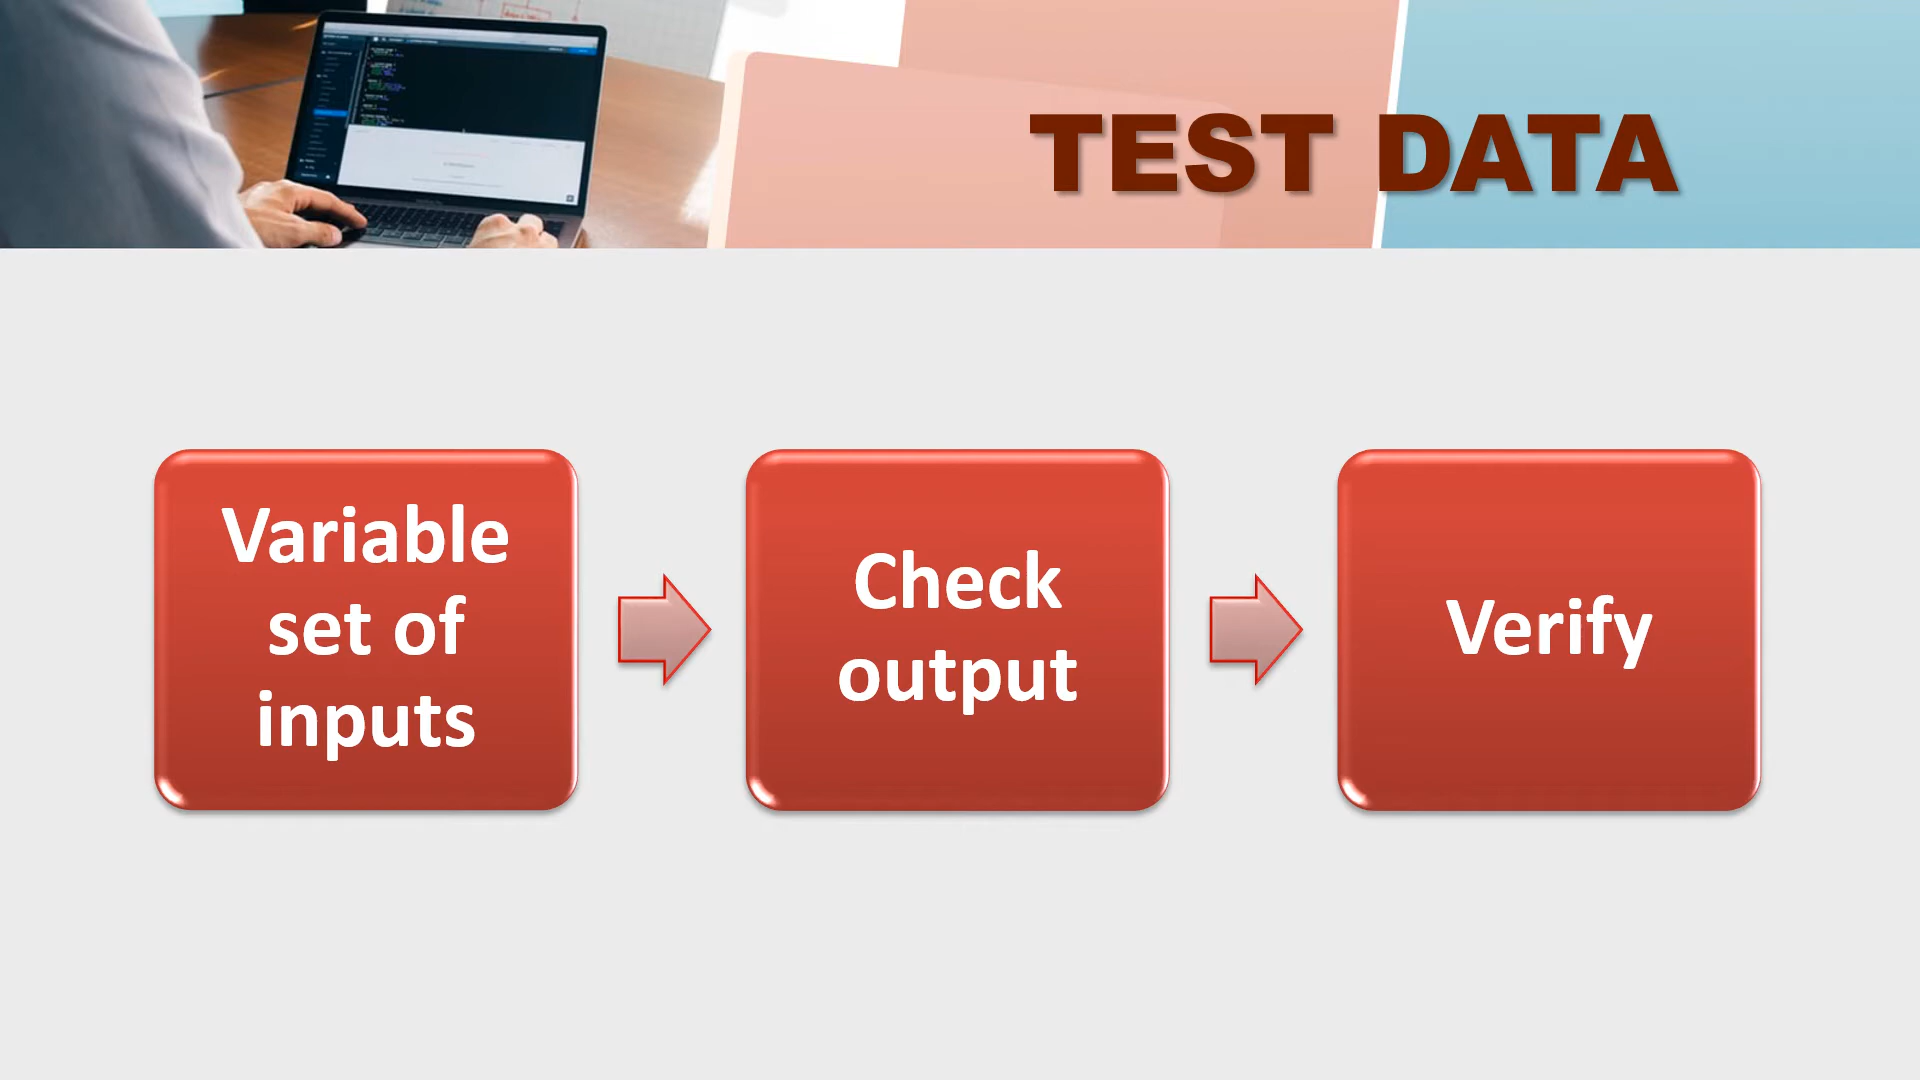 TEST DATA
Variable
set of
inputs
Check
output
Verify